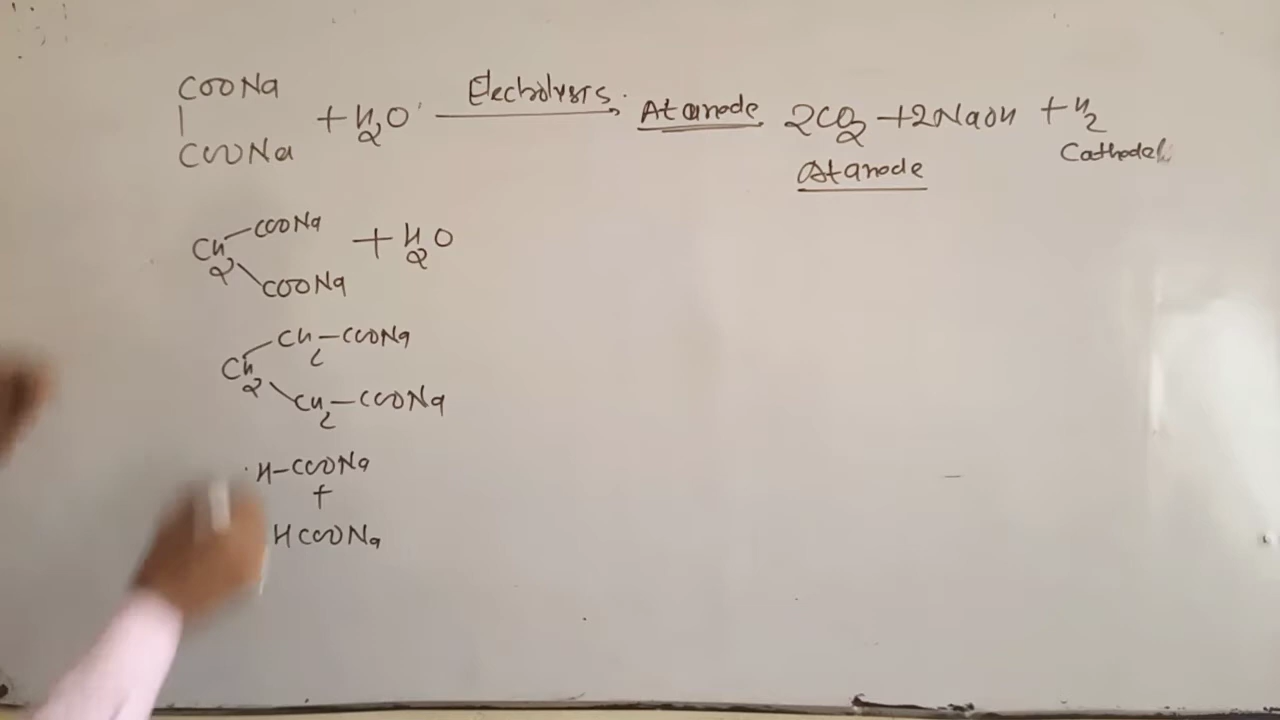 COONa
|
COONa
+ H2O Electrolysis At anode 2CO2 + 2NaOH + H2
At anode
Cathode
CH2 — COONa + H2O
\ COONa
CH2 — COONa
CH2
CH2 — COONa
H—COONa
+
HCOONa